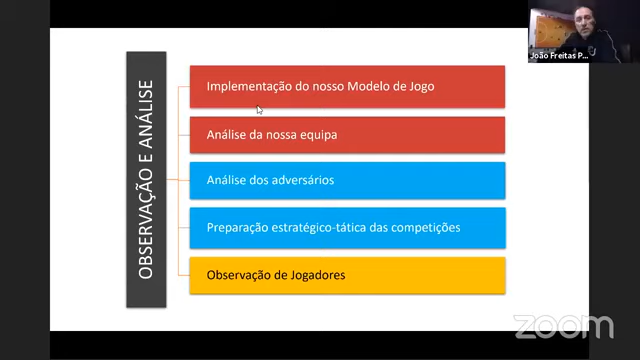 João Freitas P...
OBSERVAÇÃO E ANÁLISE
Implementação do nosso Modelo de Jogo
Análise da nossa equipa
Análise dos adversários
Preparação estratégico-tática das competições
Observação de Jogadores
zoom